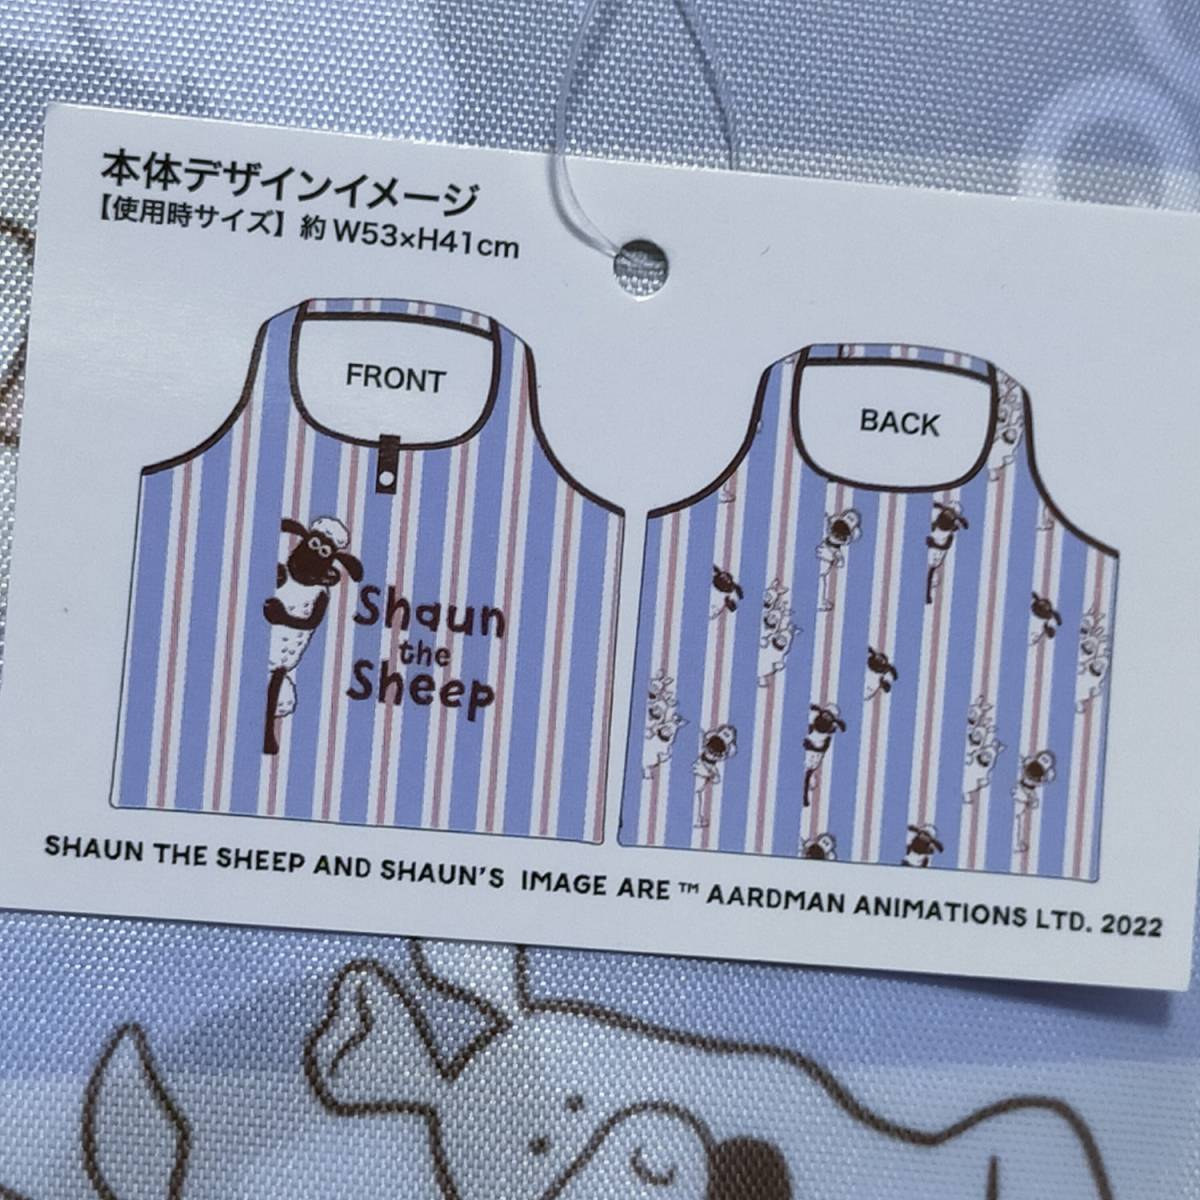 本体デザインイメージ
【使用時サイズ】約 W53×H41cm
FRONT
BACK
Shaun
the
Sheep
SHAUN THE SHEEP AND SHAUN'S IMAGE ARE ™ AARDMAN ANIMATIONS LTD. 2022